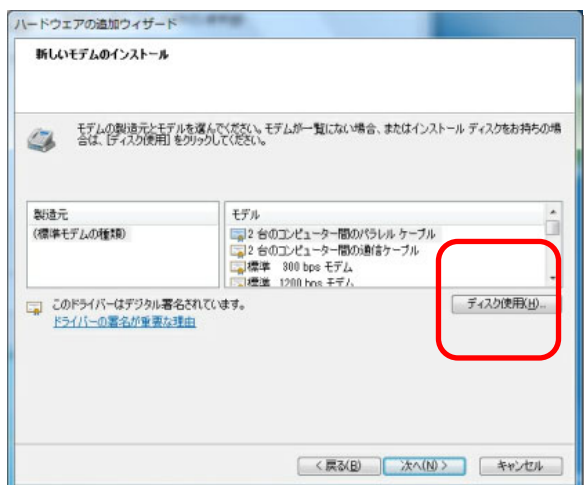 ハードウェアの追加ウィザード
新しいモデムのインストール
モデムの製造元とモデルを選んでください。モデムが一覧にない場合、またはインストール ディスクをお持ちの場
合は、[ディスク使用] をクリックしてください。
製造元
(標準モデムの種類)
モデル
2 台のコンピューター間のパラレル ケーブル
2 台のコンピューター間の通信ケーブル
標準 300 bps モデム
標準 1200 bps モデム
このドライバーはデジタル署名されています。
ドライバーの署名が重要な理由
ディスク使用(H)...
< 戻る(B)
次へ(N) >
キャンセル